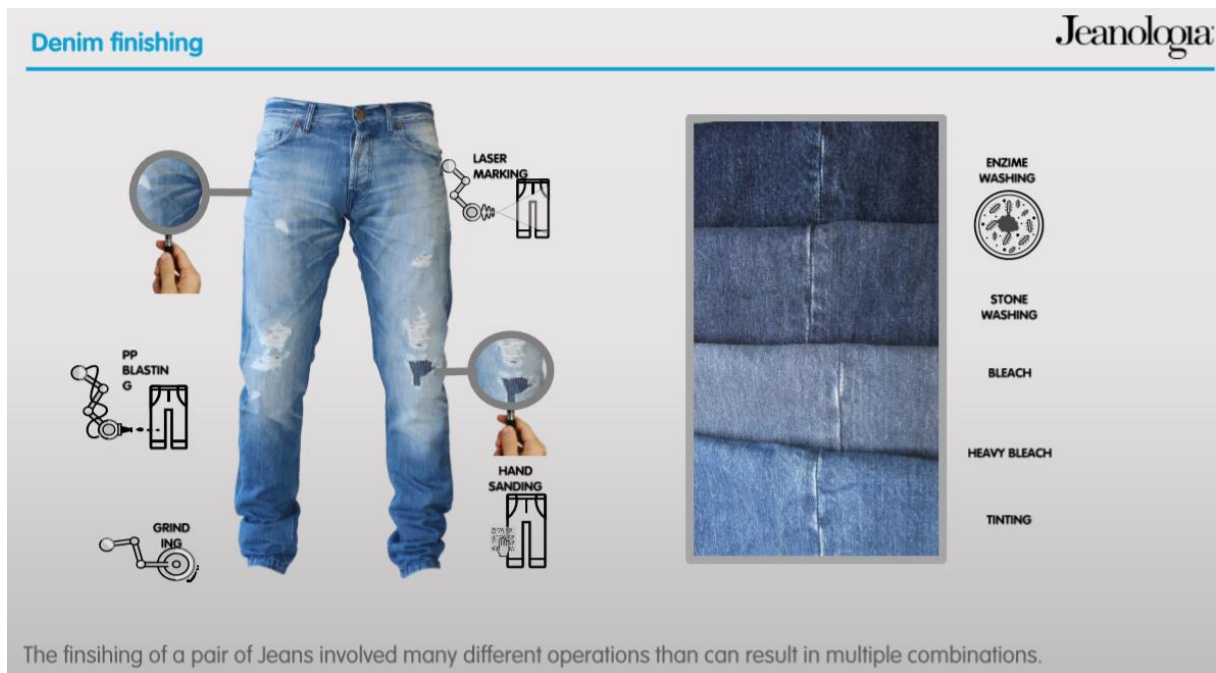 Denim finishing
Jeanologia
LASER
MARKING
PP
BLASTIN
G
HAND
SANDING
GRIND
ING
ENZIME
WASHING
STONE
WASHING
BLEACH
HEAVY BLEACH
TINTING
The finsihing of a pair of Jeans involved many different operations than can result in multiple combinations.